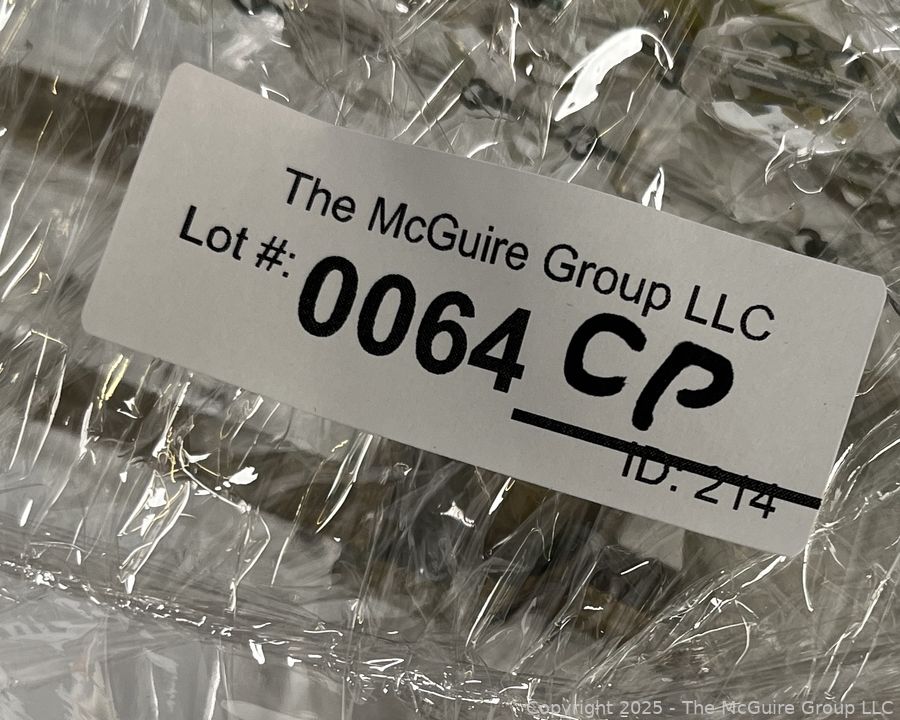 The McGuire Group LLC
Lot #: 0064 CP
ID: 214
Copyright 2025 - The McGuire Group LLC